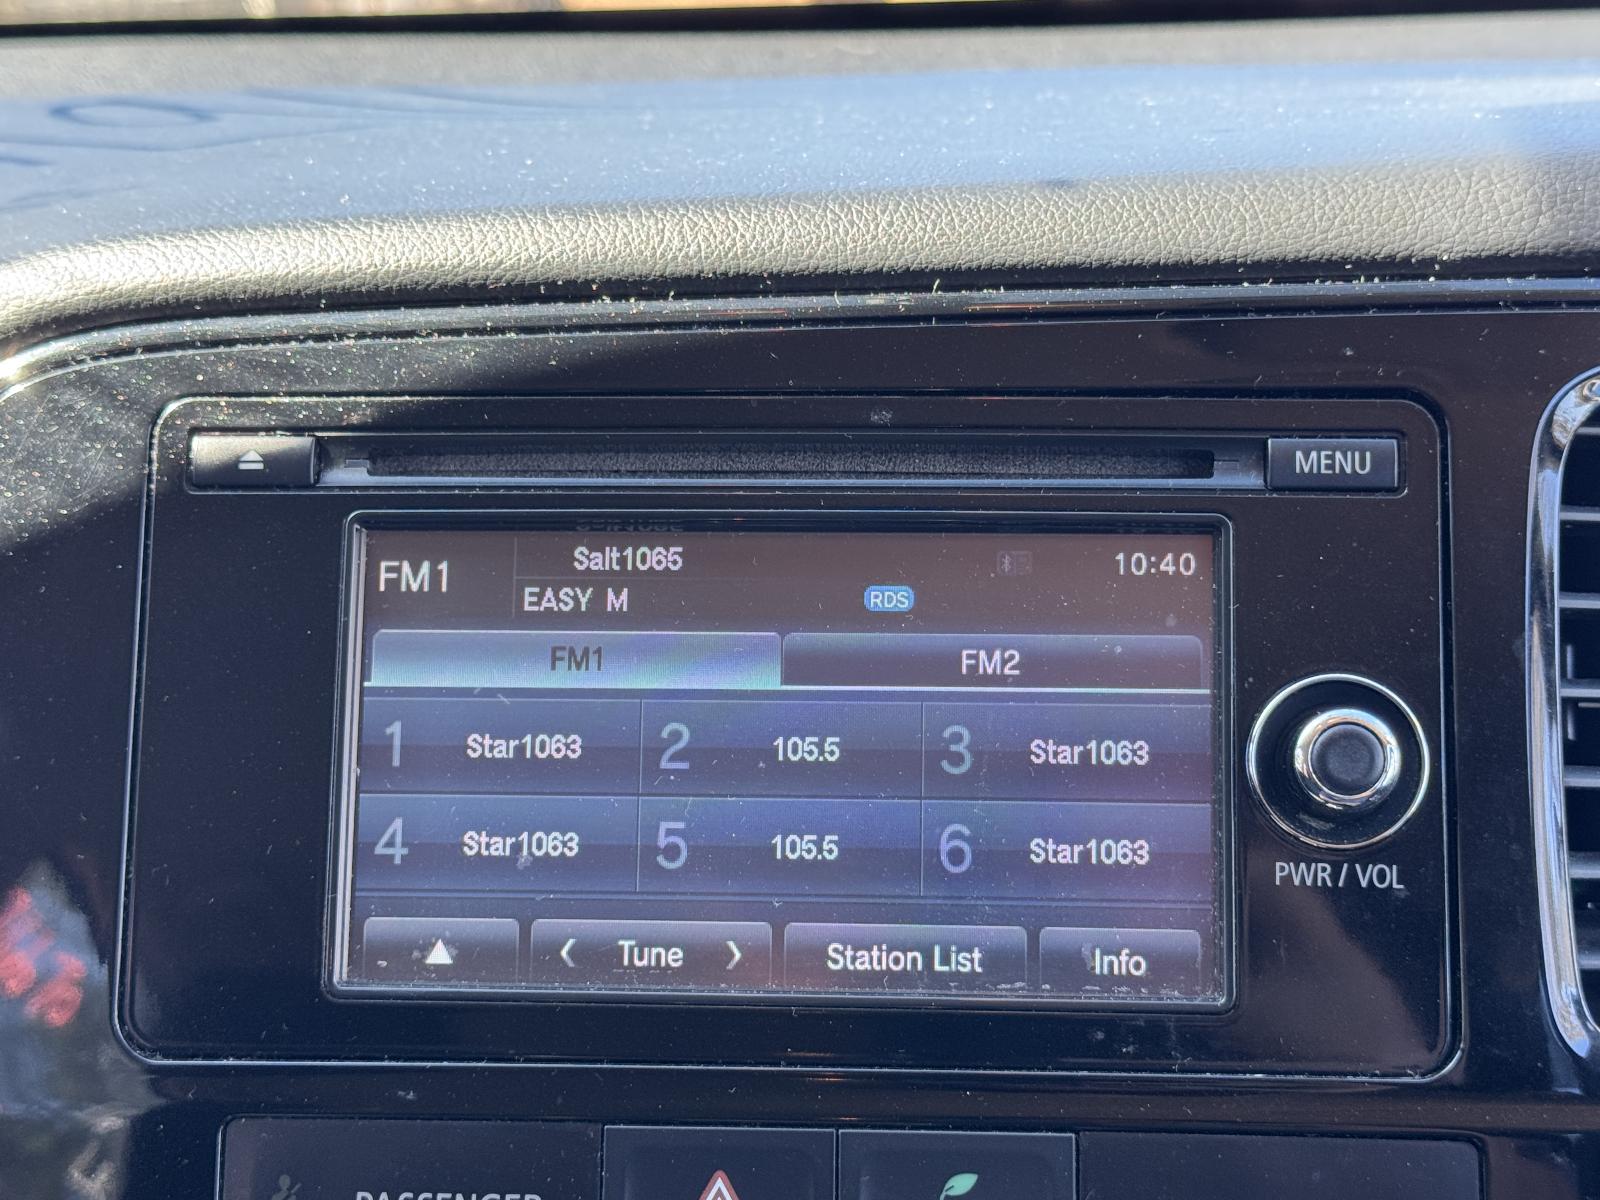 MENU
FM1
Salt1065
10:40
EASY M
RDS
FM1
FM2
1 Star1063
2 105.5
3 Star1063
4 Star1063
5 105.5
6 Star1063
Tune
Station List
Info
PWR / VOL
PASSENGER